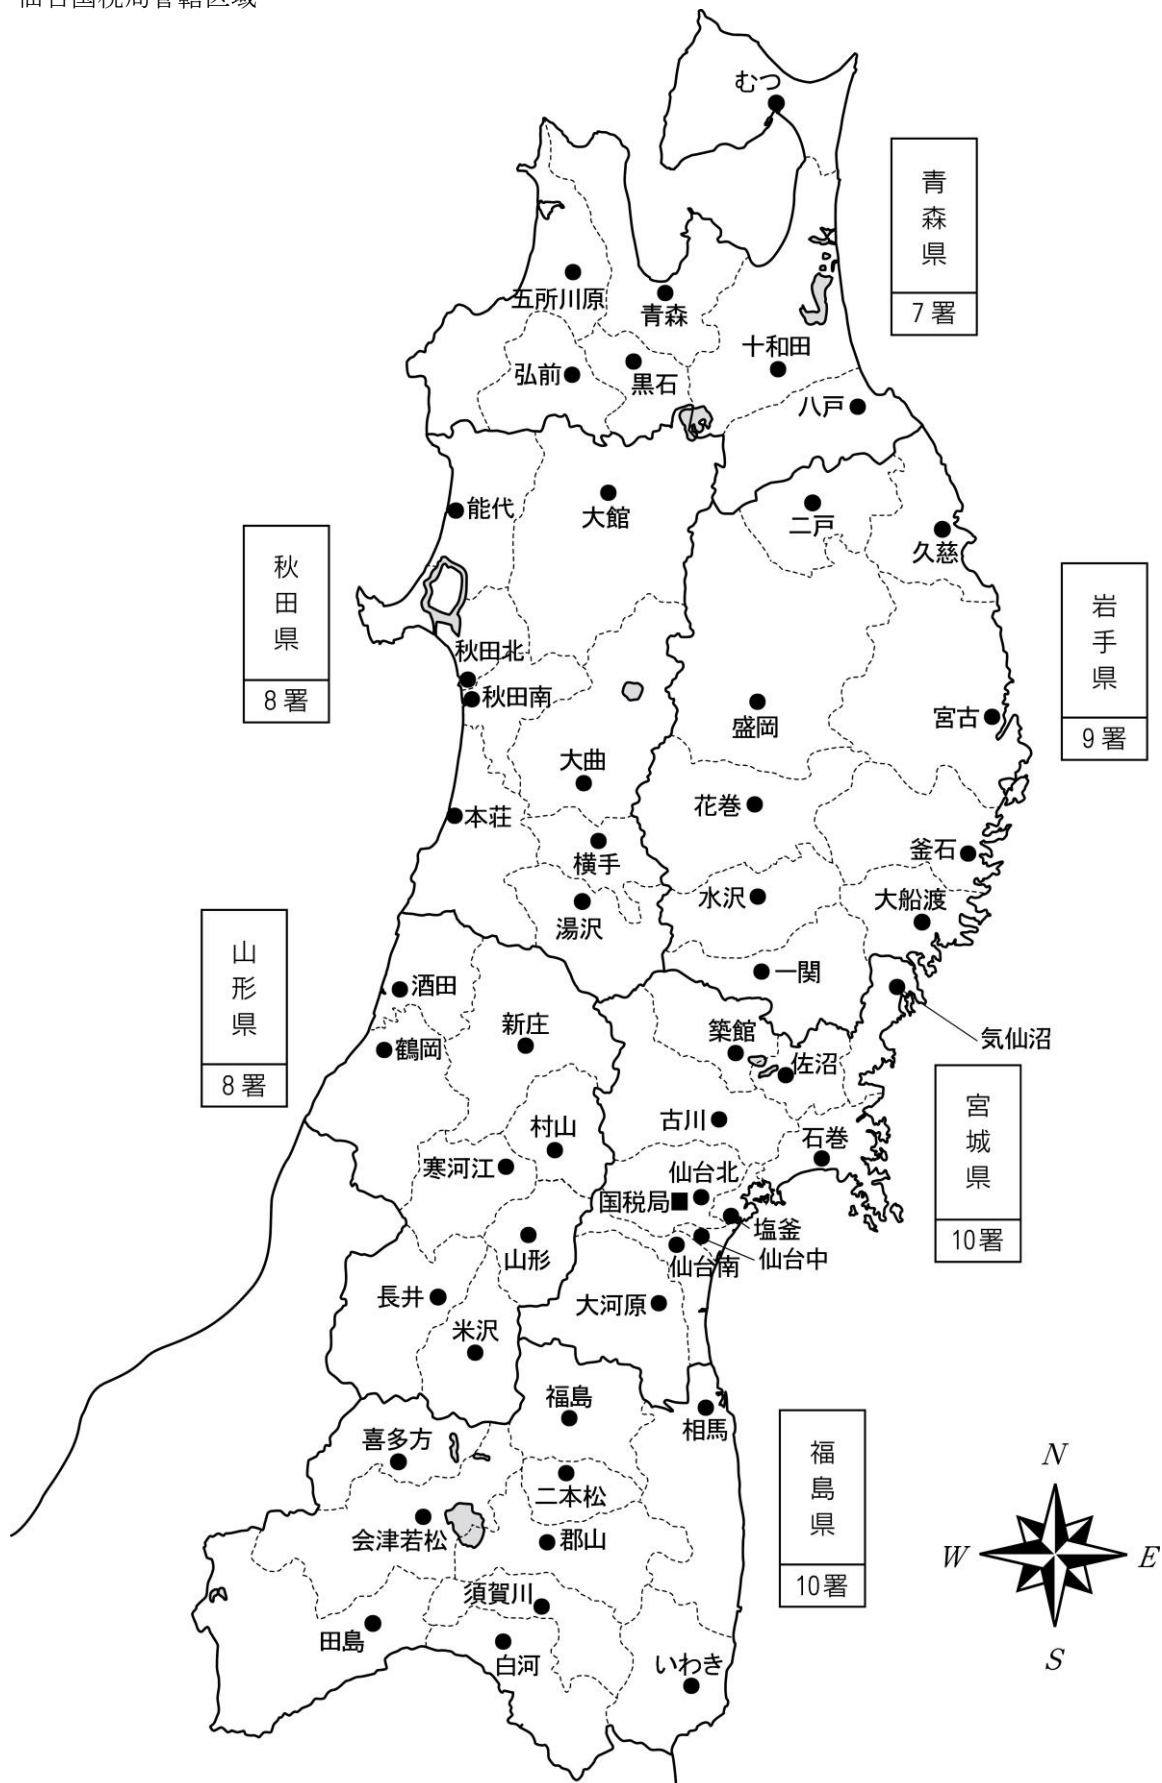 仙台国税局管轄区域
むつ
青森県
7署
五所川原
青森
十和田
弘前
黒石
八戸
能代
大館
二戸
久慈
秋田県
8署
岩手県
9署
秋田北
秋田南
盛岡
宮古
大曲
花巻
本荘
横手
釜石
水沢
大船渡
湯沢
山形県
8署
一関
酒田
新庄
鶴岡
気仙沼
築館
佐沼
宮城県
10署
古川
村山
石巻
寒河江
仙台北
国税局
塩釜
山形
仙台南
仙台中
長井
大河原
米沢
福島
相馬
福島県
10署
喜多方
二本松
会津若松
郡山
須賀川
田島
白河
いわき
N
W
E
S